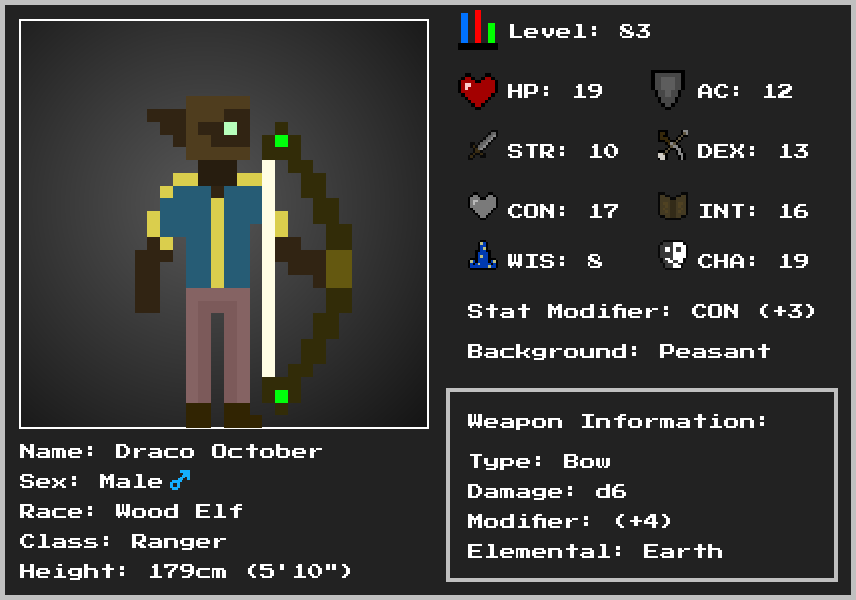 Level: 83
HP: 19 AC: 12
STR: 10 DEX: 13
CON: 17 INT: 16
WIS: 8 CHA: 19
Stat Modifier: CON (+3)
Background: Peasant
Name: Draco October
Sex: Male ♂
Race: Wood Elf
Class: Ranger
Height: 179cm (5'10")
Weapon Information:
Type: Bow
Damage: d6
Modifier: (+4)
Elemental: Earth